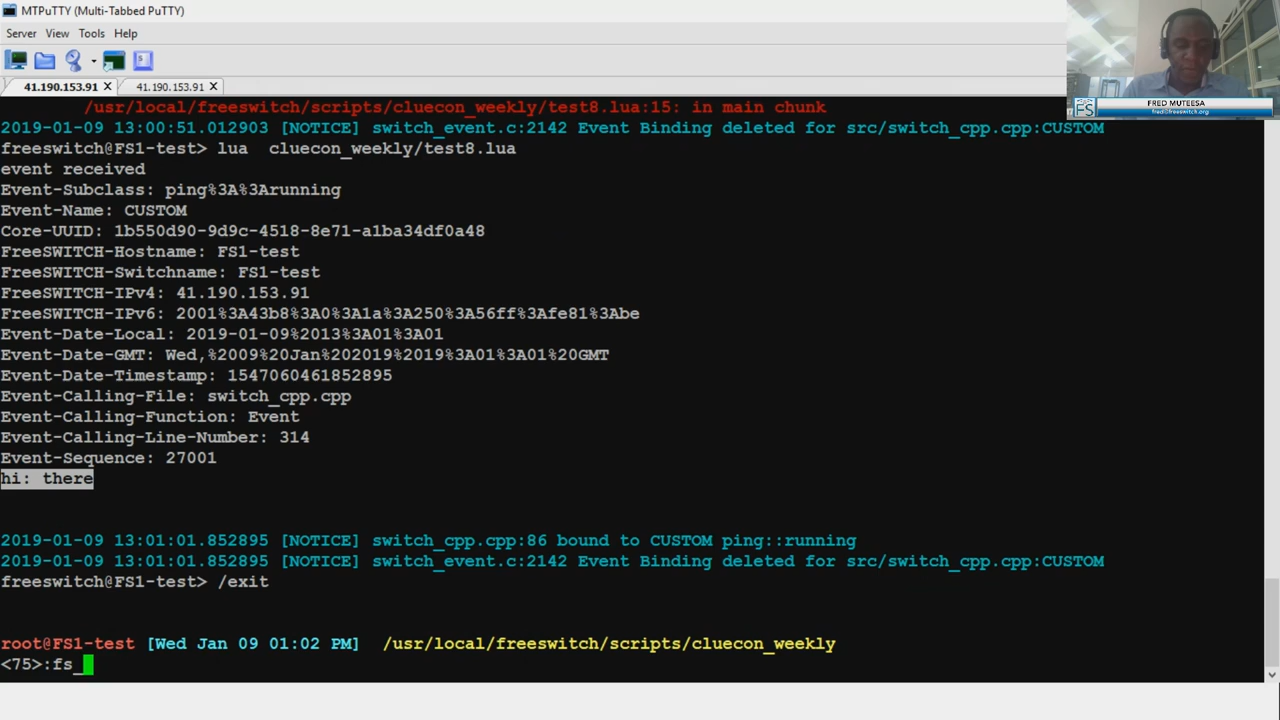 MTPuTTY (Multi-Tabbed PuTTY)
Server View Tools Help
41.190.153.91 41.190.153.91
FRED MUTEESA
fred@freeswitch.org
/usr/local/freeswitch/scripts/cluecon_weekly/test8.lua:15: in main chunk
2019-01-09 13:00:51.012903 [NOTICE] switch_event.c:2142 Event Binding deleted for src/switch_cpp.cpp:CUSTOM
freeswitch@FS1-test> lua  cluecon_weekly/test8.lua
event received
Event-Subclass: ping%3A%3Arunning
Event-Name: CUSTOM
Core-UUID: 1b550d90-9d9c-4518-8e71-a1ba34df0a48
FreeSWITCH-Hostname: FS1-test
FreeSWITCH-Switchname: FS1-test
FreeSWITCH-IPv4: 41.190.153.91
FreeSWITCH-IPv6: 2001%3A43b8%3A0%3A1a%3A250%3A56ff%3Afe81%3Abe
Event-Date-Local: 2019-01-09%2013%3A01%3A01
Event-Date-GMT: Wed,%2009%20Jan%202019%2019%3A01%3A01%20GMT
Event-Date-Timestamp: 1547060461852895
Event-Calling-File: switch_cpp.cpp
Event-Calling-Function: Event
Event-Calling-Line-Number: 314
Event-Sequence: 27001
hi: there
2019-01-09 13:01:01.852895 [NOTICE] switch_cpp.cpp:86 bound to CUSTOM ping::running
2019-01-09 13:01:01.852895 [NOTICE] switch_event.c:2142 Event Binding deleted for src/switch_cpp.cpp:CUSTOM
freeswitch@FS1-test> /exit
root@FS1-test [Wed Jan 09 01:02 PM]  /usr/local/freeswitch/scripts/cluecon_weekly
<75>:fs_